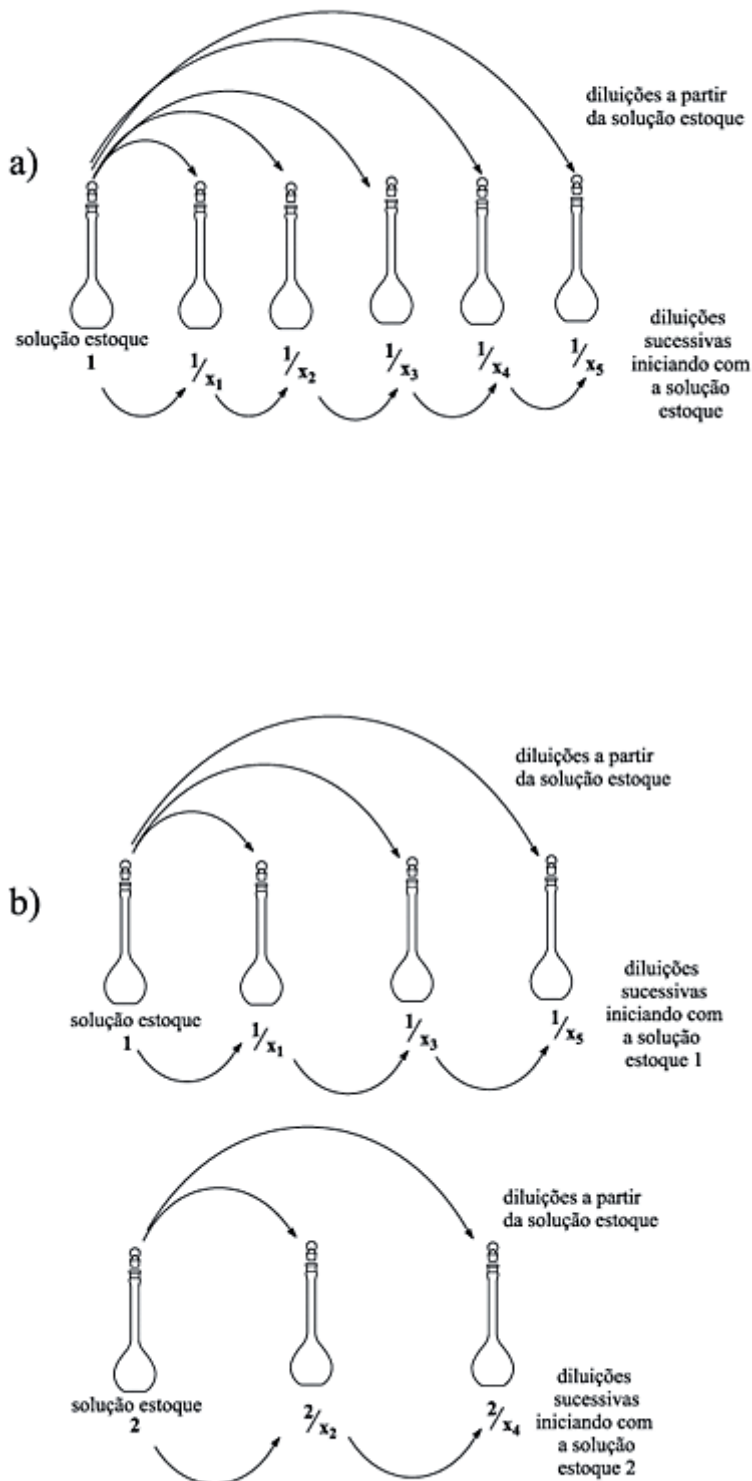 diluições a partir
da solução estoque
a)
solução estoque
1
1/x1
1/x2
1/x3
1/x4
1/x5
diluições
sucessivas
iniciando com
a solução
estoque
diluições a partir
da solução estoque
b)
solução estoque
1
1/x1
1/x3
1/x5
diluições
sucessivas
iniciando com
a solução
estoque 1
diluições a partir
da solução estoque
solução estoque
2
2/x2
2/x4
diluições
sucessivas
iniciando com
a solução
estoque 2